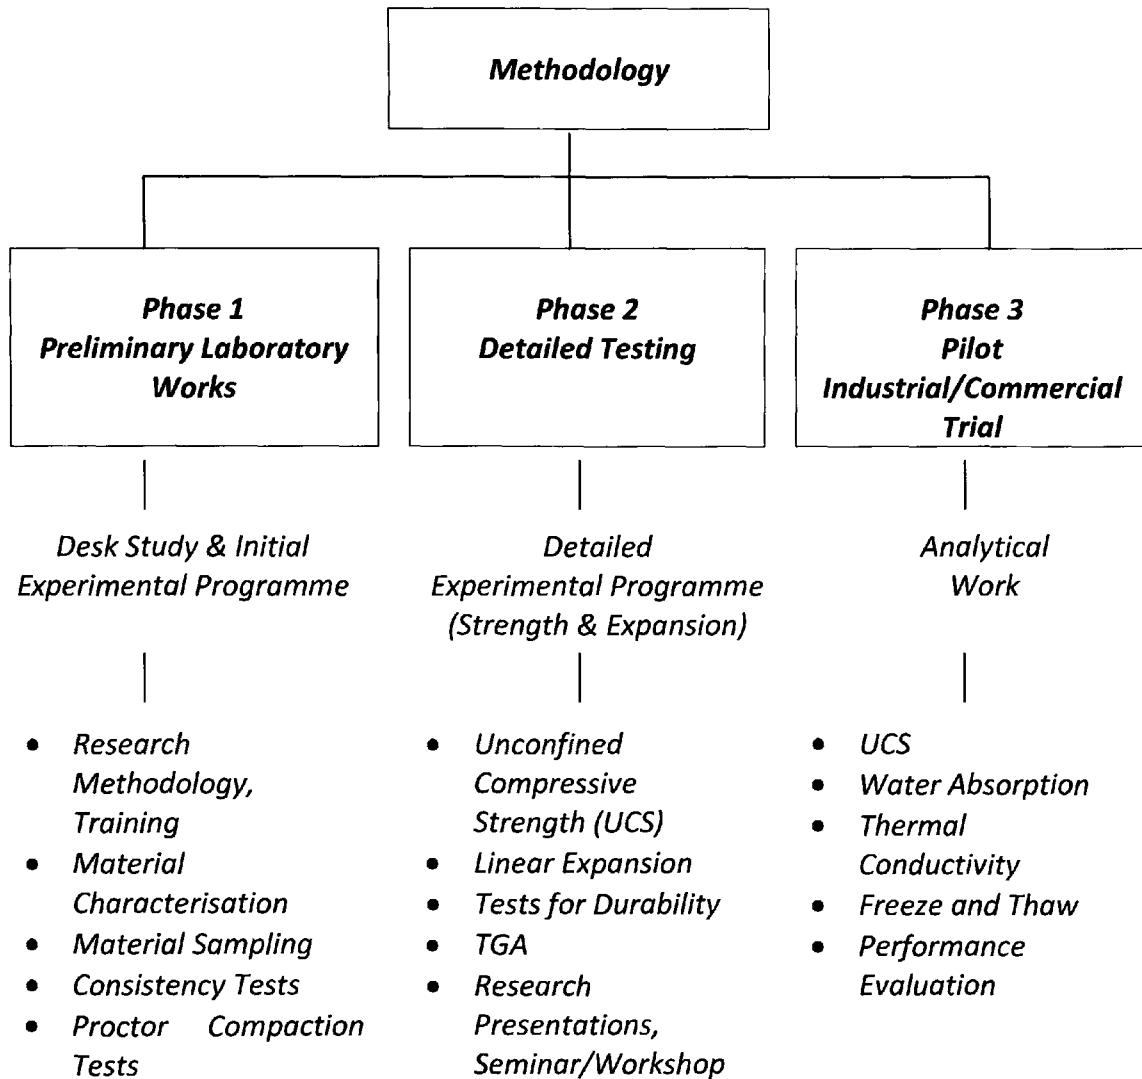 Methodology
Phase 1
Preliminary Laboratory
Works
Phase 2
Detailed Testing
Phase 3
Pilot
Industrial/Commercial
Trial
Desk Study & Initial
Experimental Programme
Detailed
Experimental Programme
(Strength & Expansion)
Analytical
Work
• Research
Methodology,
Training
• Material
Characterisation
• Material Sampling
• Consistency Tests
• Proctor Compaction
Tests
• Unconfined
Compressive
Strength (UCS)
• Linear Expansion
• Tests for Durability
• TGA
• Research
Presentations,
Seminar/Workshop
• UCS
• Water Absorption
• Thermal
Conductivity
• Freeze and Thaw
• Performance
Evaluation